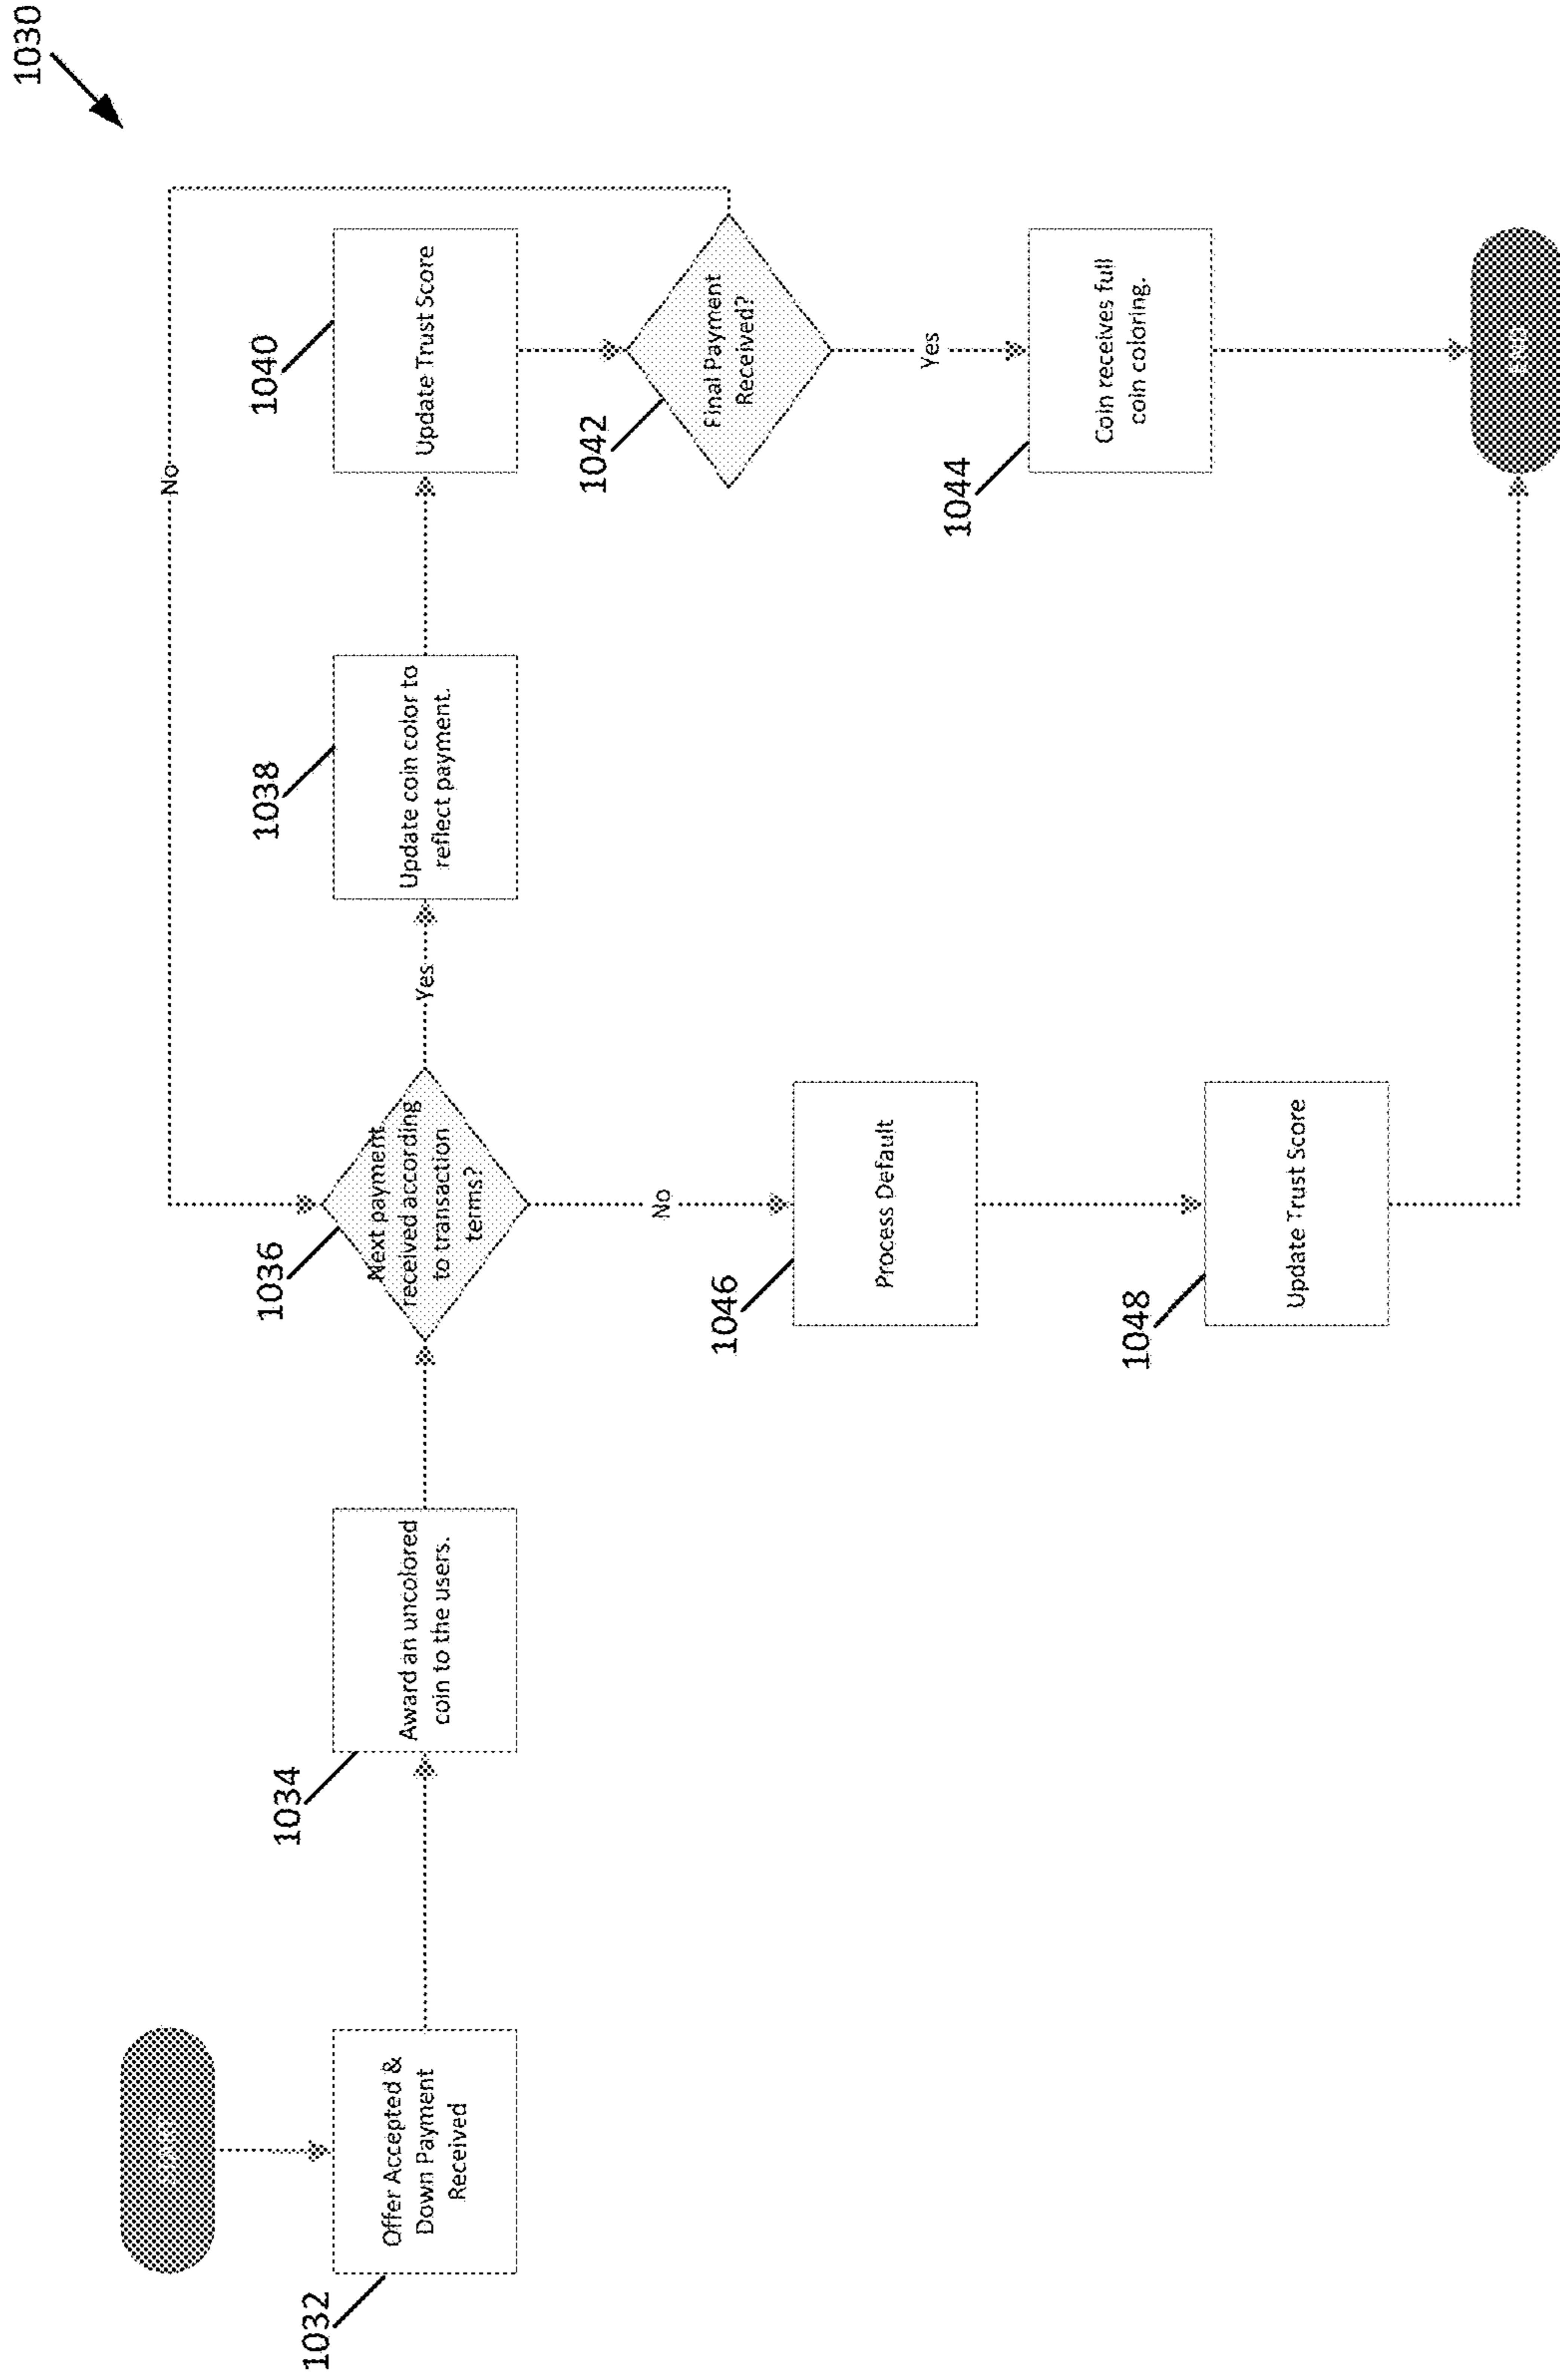 1030
1032
Offer Accepted &
Down Payment
Received
1034
Award an uncolored
coin to the users.
1036
Next payment
received according
to transaction
terms?
Yes
1038
Update coin color to
reflect payment.
1040
Update Trust Score
1042
Final Payment
Received?
No
Yes
1044
Coin receives full
coin coloring.
No
1046
Process Default
1048
Update Trust Score